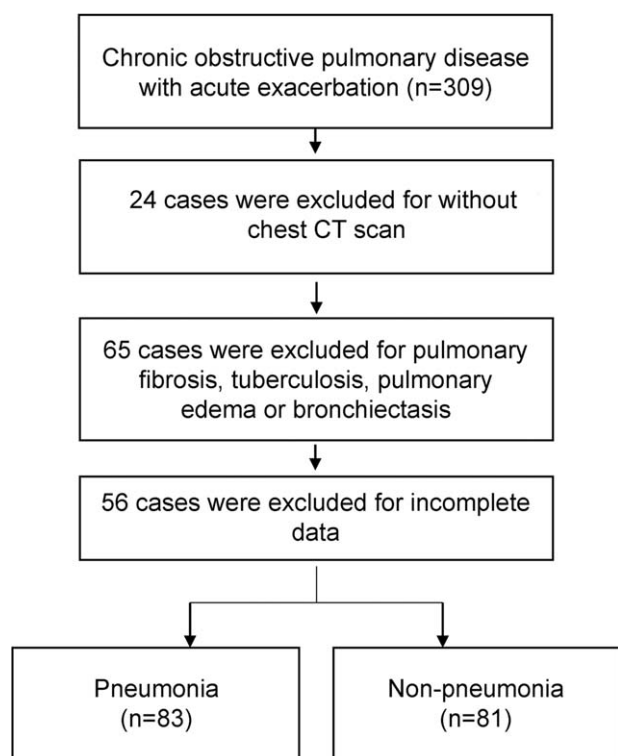 Chronic obstructive pulmonary disease
with acute exacerbation (n=309)
24 cases were excluded for without
chest CT scan
65 cases were excluded for pulmonary
fibrosis, tuberculosis, pulmonary
edema or bronchiectasis
56 cases were excluded for incomplete
data
Pneumonia
(n=83)
Non-pneumonia
(n=81)